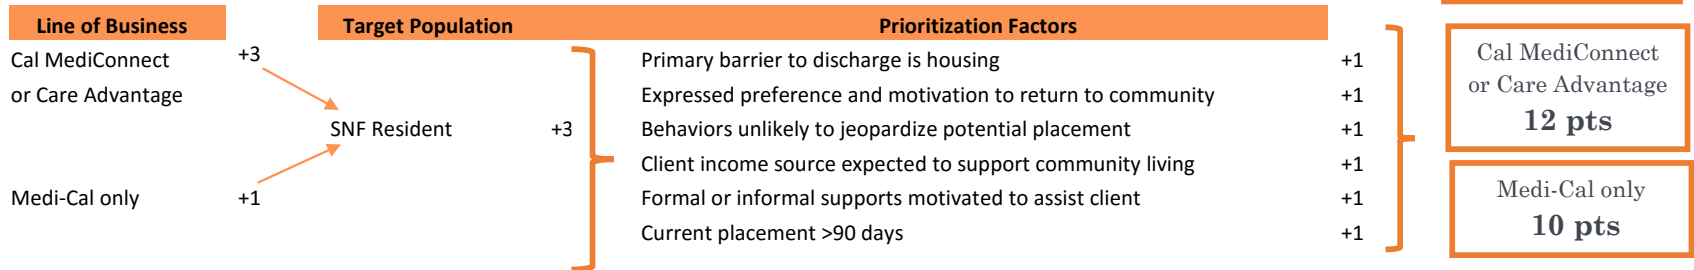 Line of Business Target Population Prioritization Factors
Cal MediConnect +3 Primary barrier to discharge is housing +1
or Care Advantage Expressed preference and motivation to return to community +1
SNF Resident +3 Behaviors unlikely to jeopardize potential placement +1
Client income source expected to support community living +1
Medi-Cal only +1 Formal or informal supports motivated to assist client +1
Current placement >90 days +1
Cal MediConnect
or Care Advantage
12 pts
Medi-Cal only
10 pts